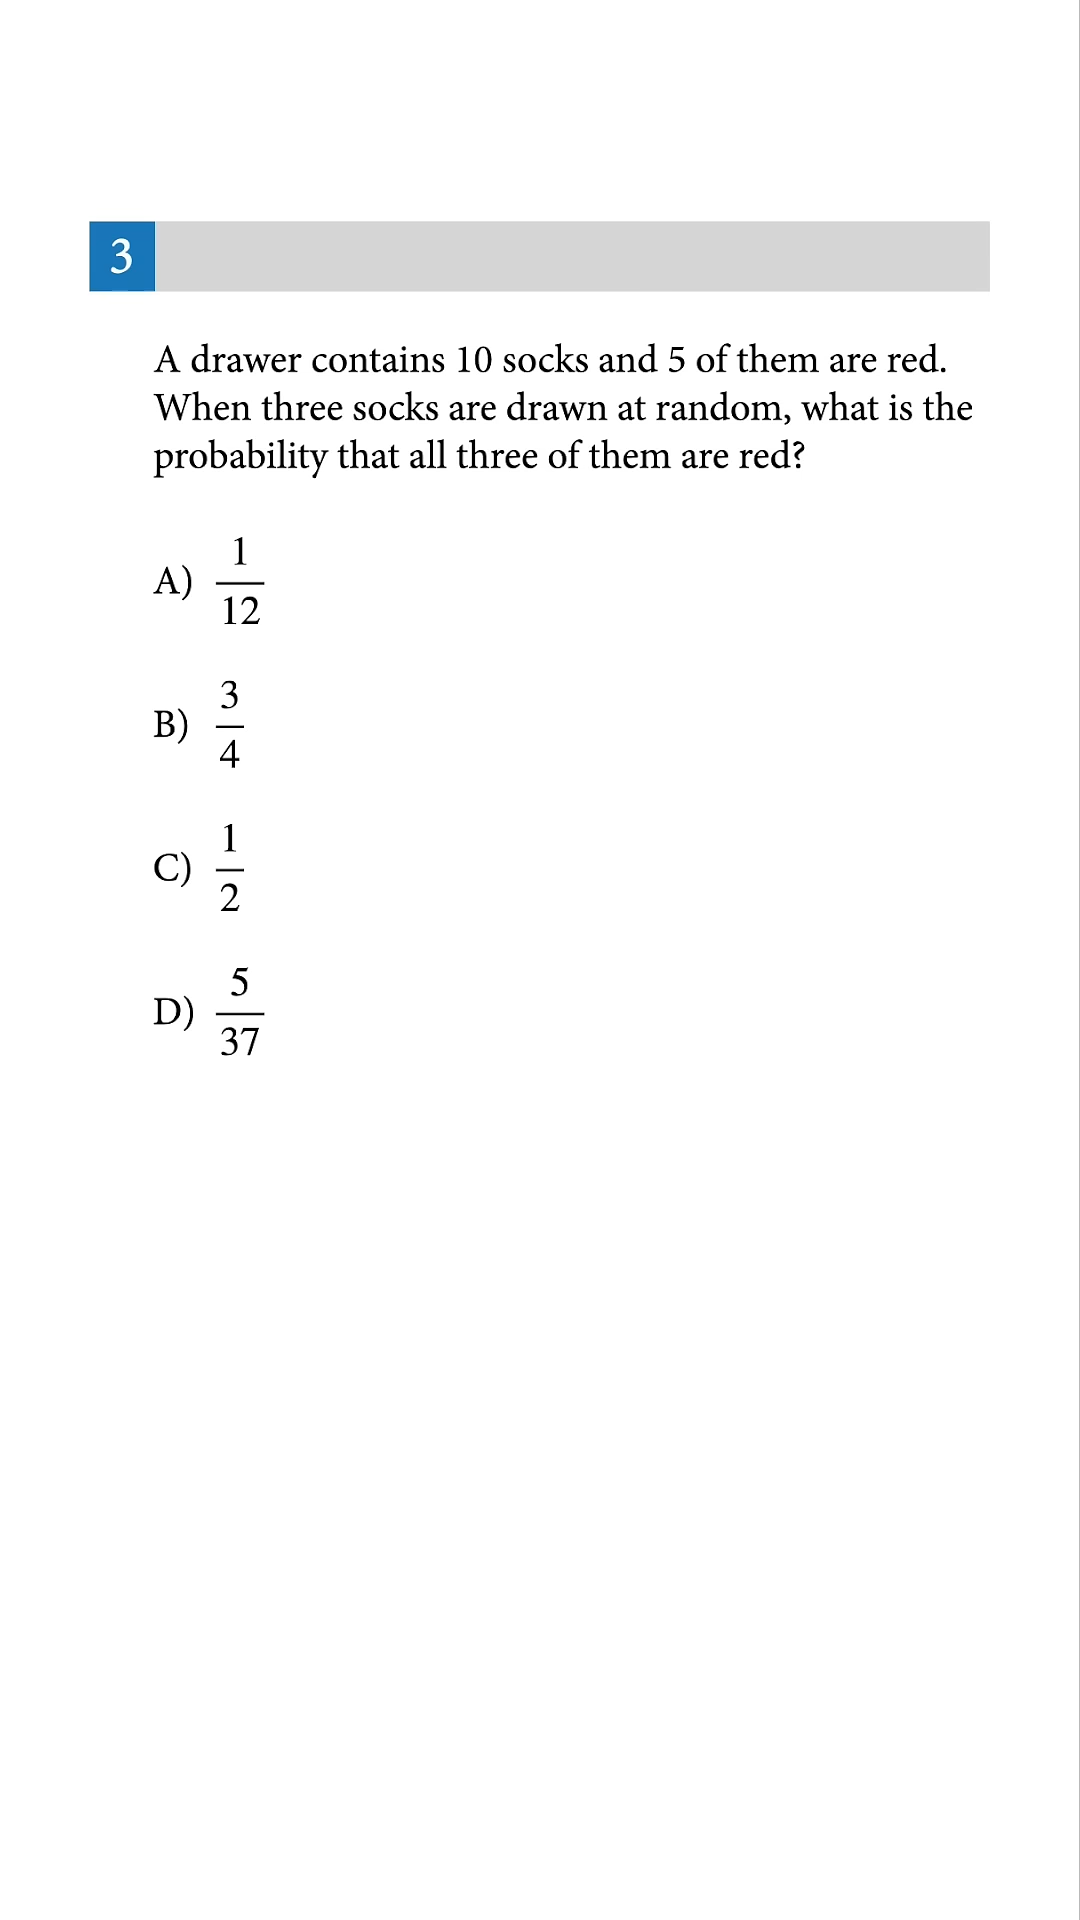 3
A drawer contains 10 socks and 5 of them are red.
When three socks are drawn at random, what is the
probability that all three of them are red?
A) 1/12
B) 3/4
C) 1/2
D) 5/37